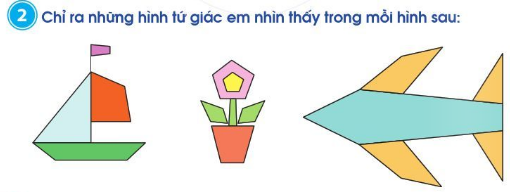 2 Chỉ ra những hình tứ giác em nhìn thấy trong mỗi hình sau: